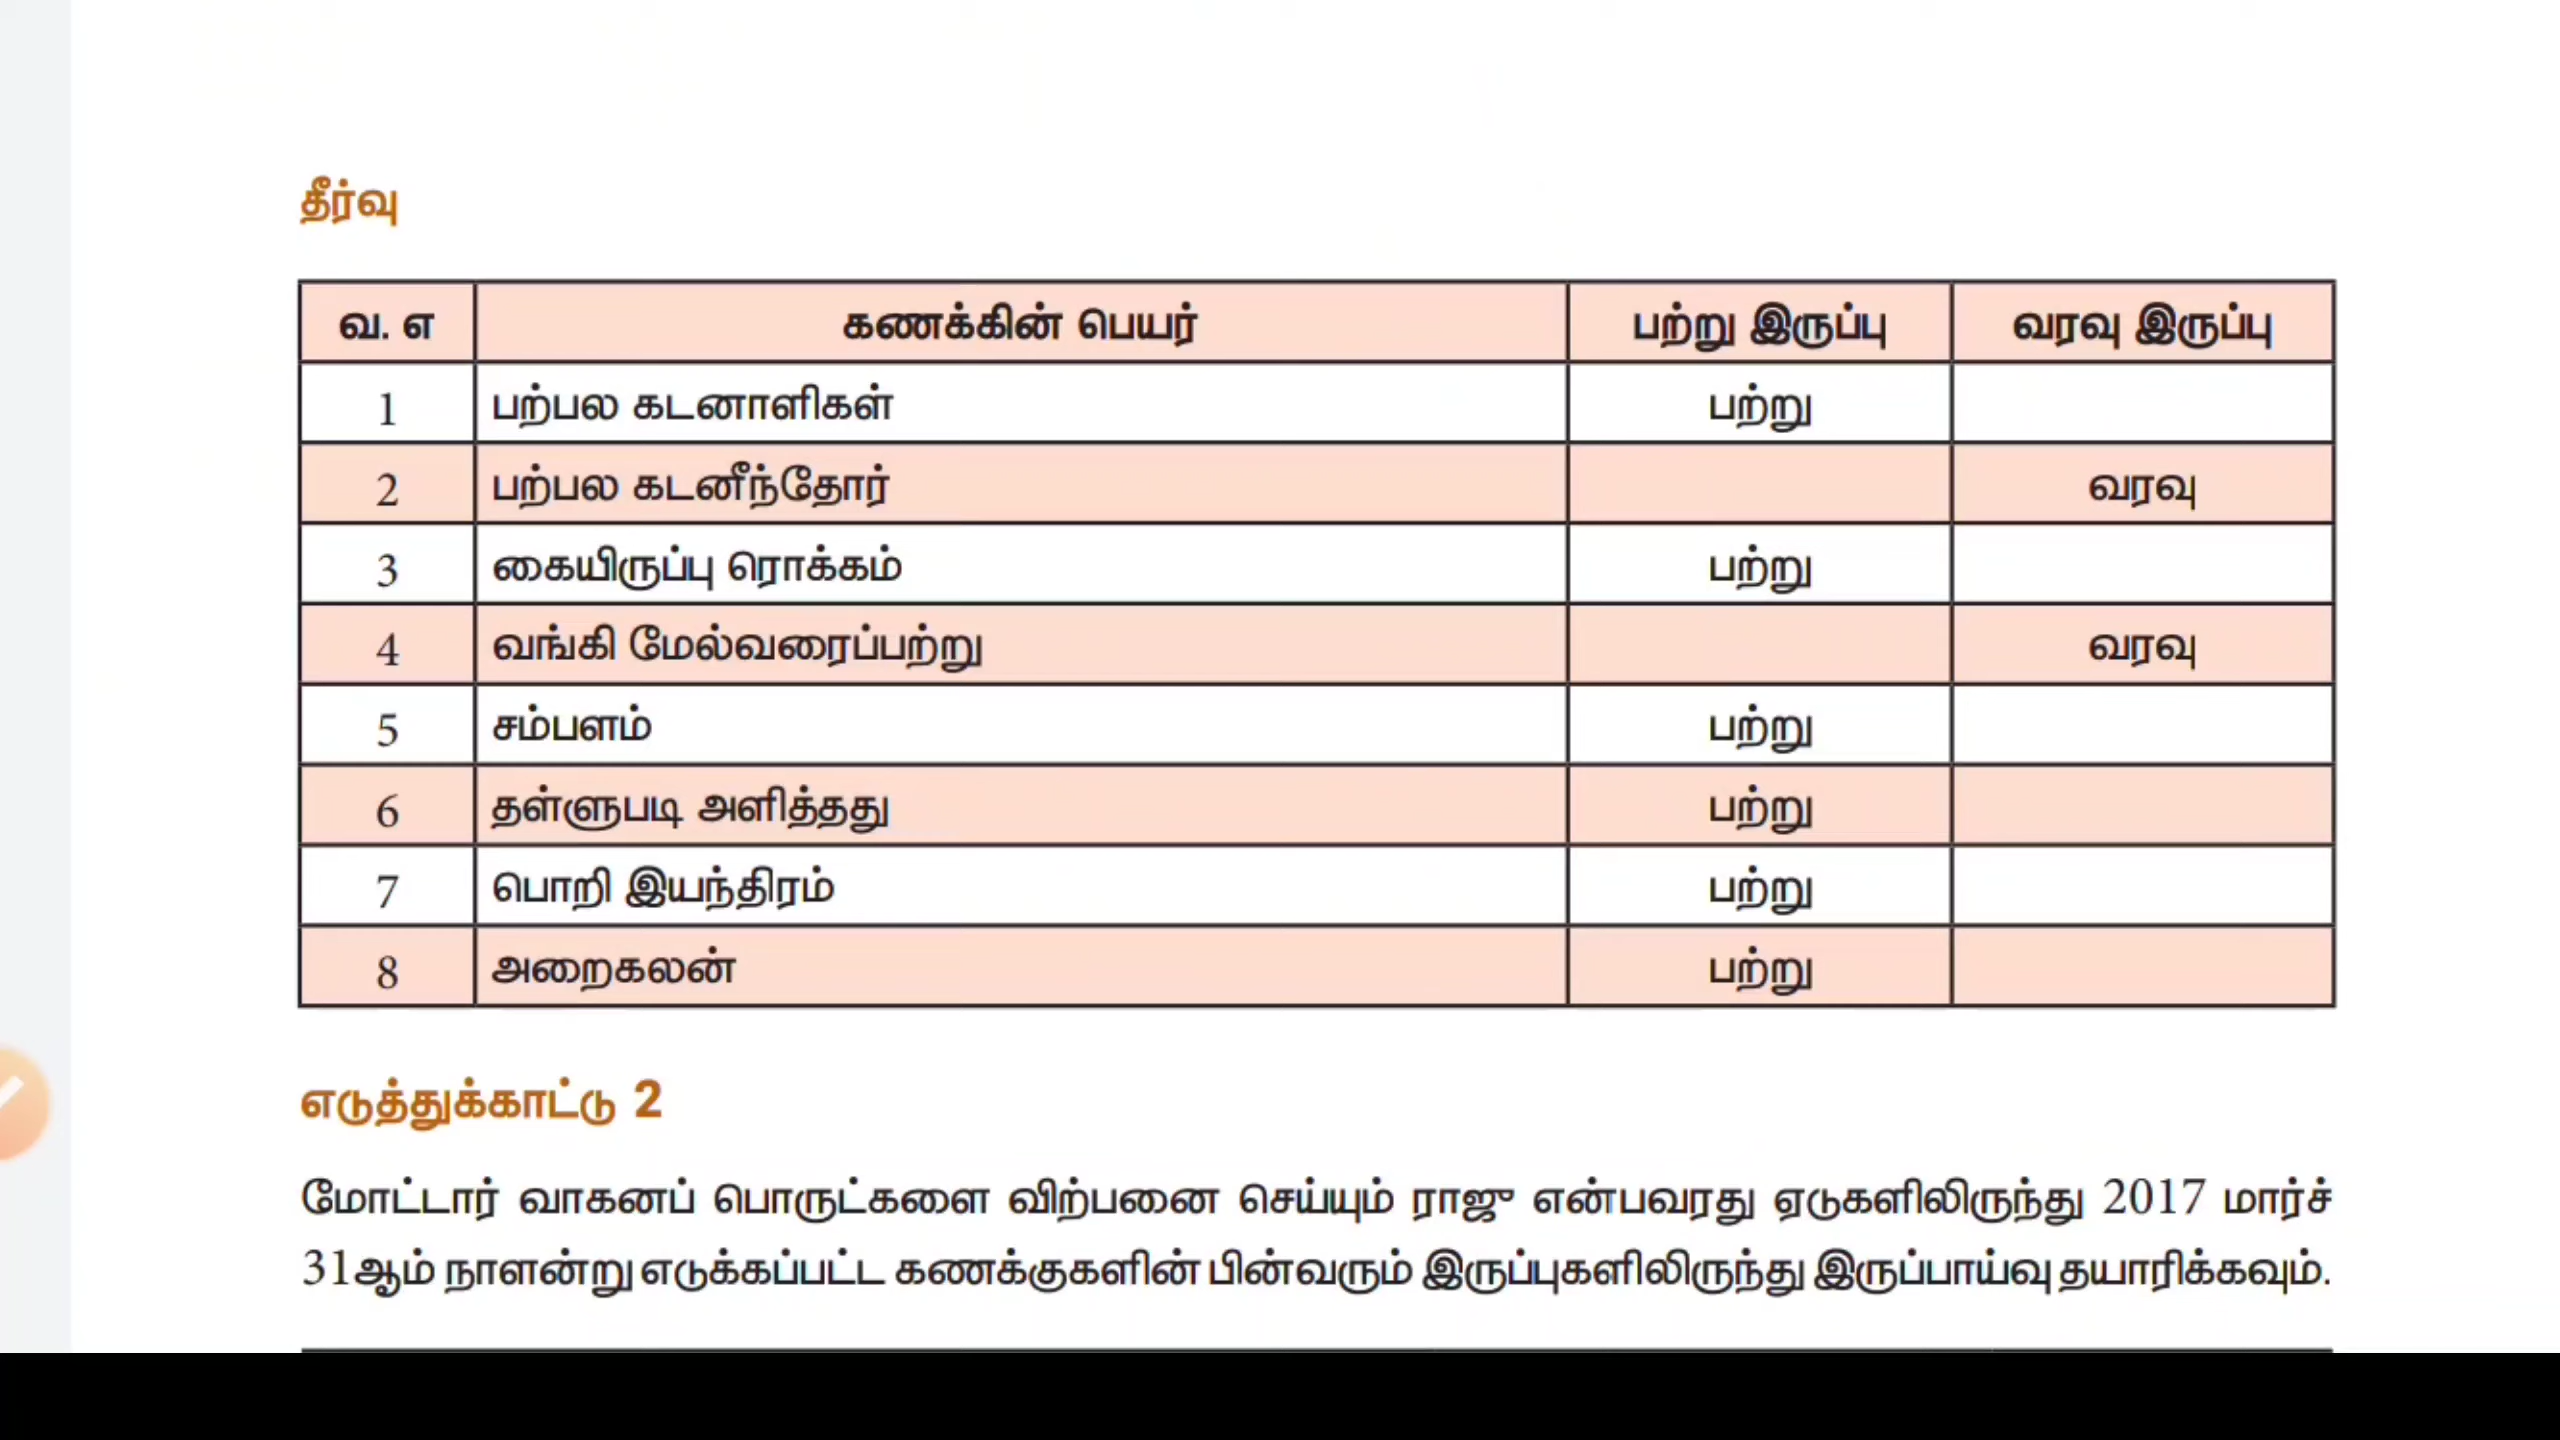 தீர்வு
வ. எ கணக்கின் பெயர் பற்று இருப்பு வரவு இருப்பு
1 பற்பல கடனாளிகள் பற்று
2 பற்பல கடனீந்தோர் வரவு
3 கையிருப்பு ரொக்கம் பற்று
4 வங்கி மேல்வரைப்பற்று வரவு
5 சம்பளம் பற்று
6 தள்ளுபடி அளித்தது பற்று
7 பொறி இயந்திரம் பற்று
8 அறைகலன் பற்று
எடுத்துக்காட்டு 2
மோட்டார் வாகனப் பொருட்களை விற்பனை செய்யும் ராஜு என்பவரது ஏடுகளிலிருந்து 2017 மார்ச்
31ஆம் நாளன்று எடுக்கப்பட்ட கணக்குகளின் பின்வரும் இருப்புகளிலிருந்து இருப்பாய்வு தயாரிக்கவும்.